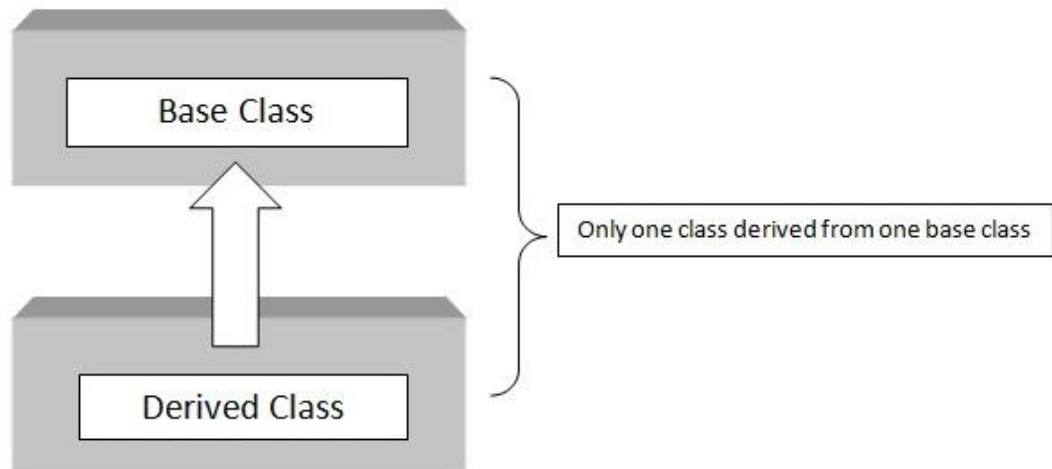 Base Class
Only one class derived from one base class
Derived Class